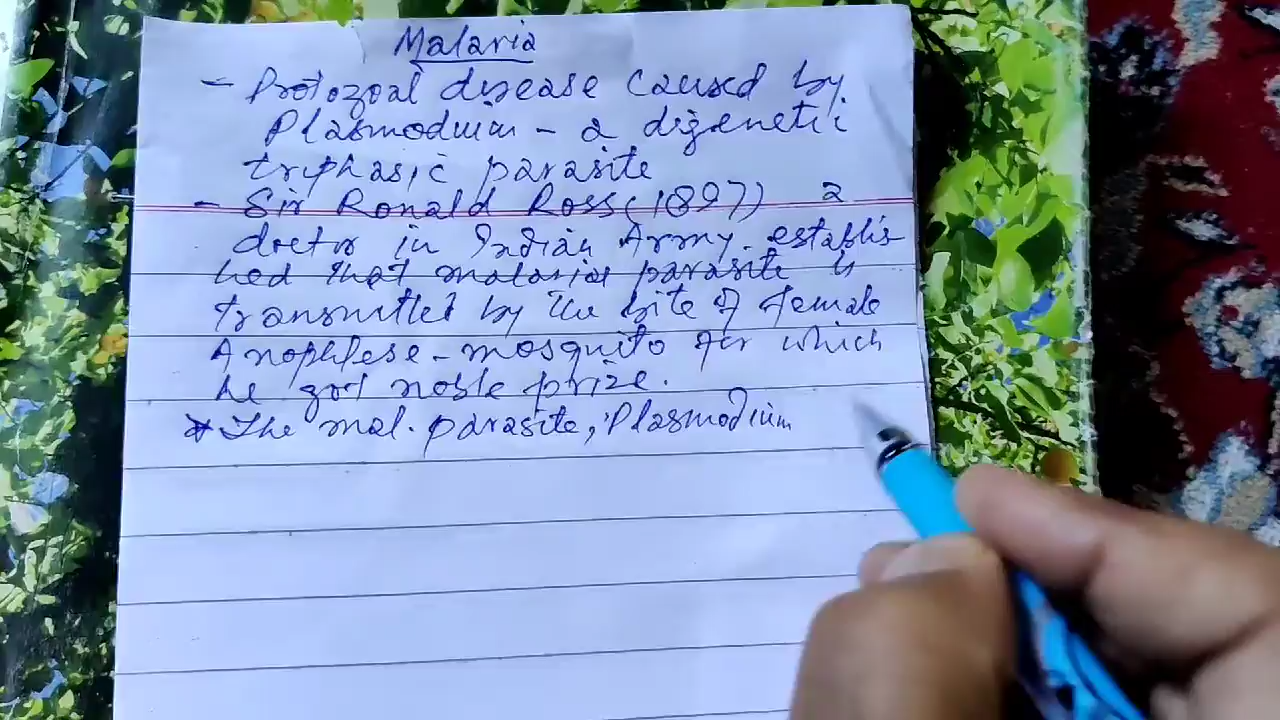 Malaria
- Protozoal disease caused by
Plasmodium - a digenetic
triphasic parasite
- Sir Ronald Ross (1897) a
doctor in Indian Army. establis
hed that malarial parasite is
transmitted by the bite of female
Anophlese - mosquito for which
he got noble prize.
* The mal. parasite, Plasmodium